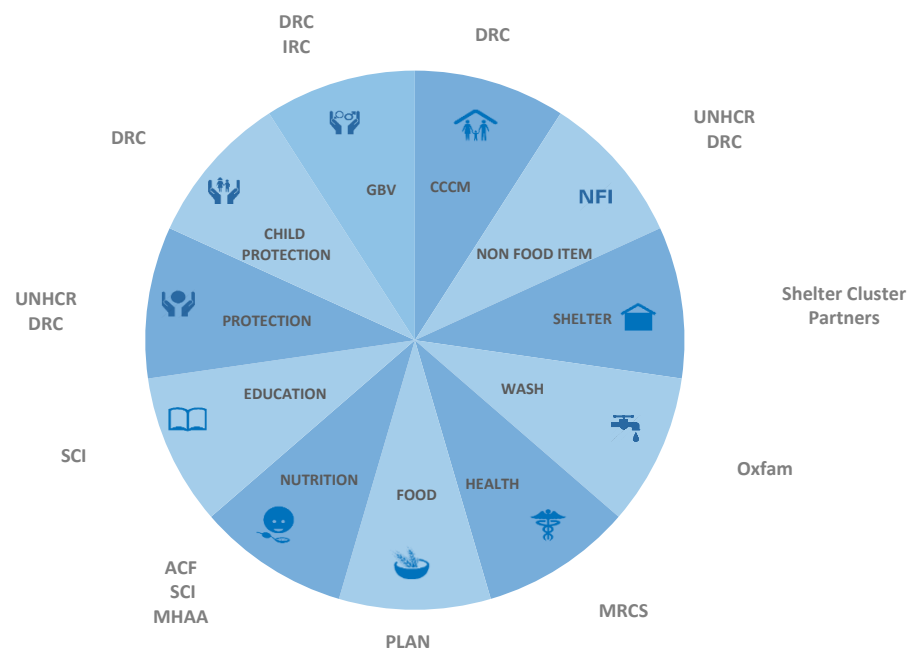 DRC
IRC
DRC
DRC
UNHCR
DRC
GBV
CCCM
NFI
CHILD
PROTECTION
NON FOOD ITEM
UNHCR
DRC
PROTECTION
SHELTER
Shelter Cluster
Partners
EDUCATION
WASH
SCI
Oxfam
NUTRITION
FOOD
HEALTH
ACF
SCI
MHAA
PLAN
MRCS